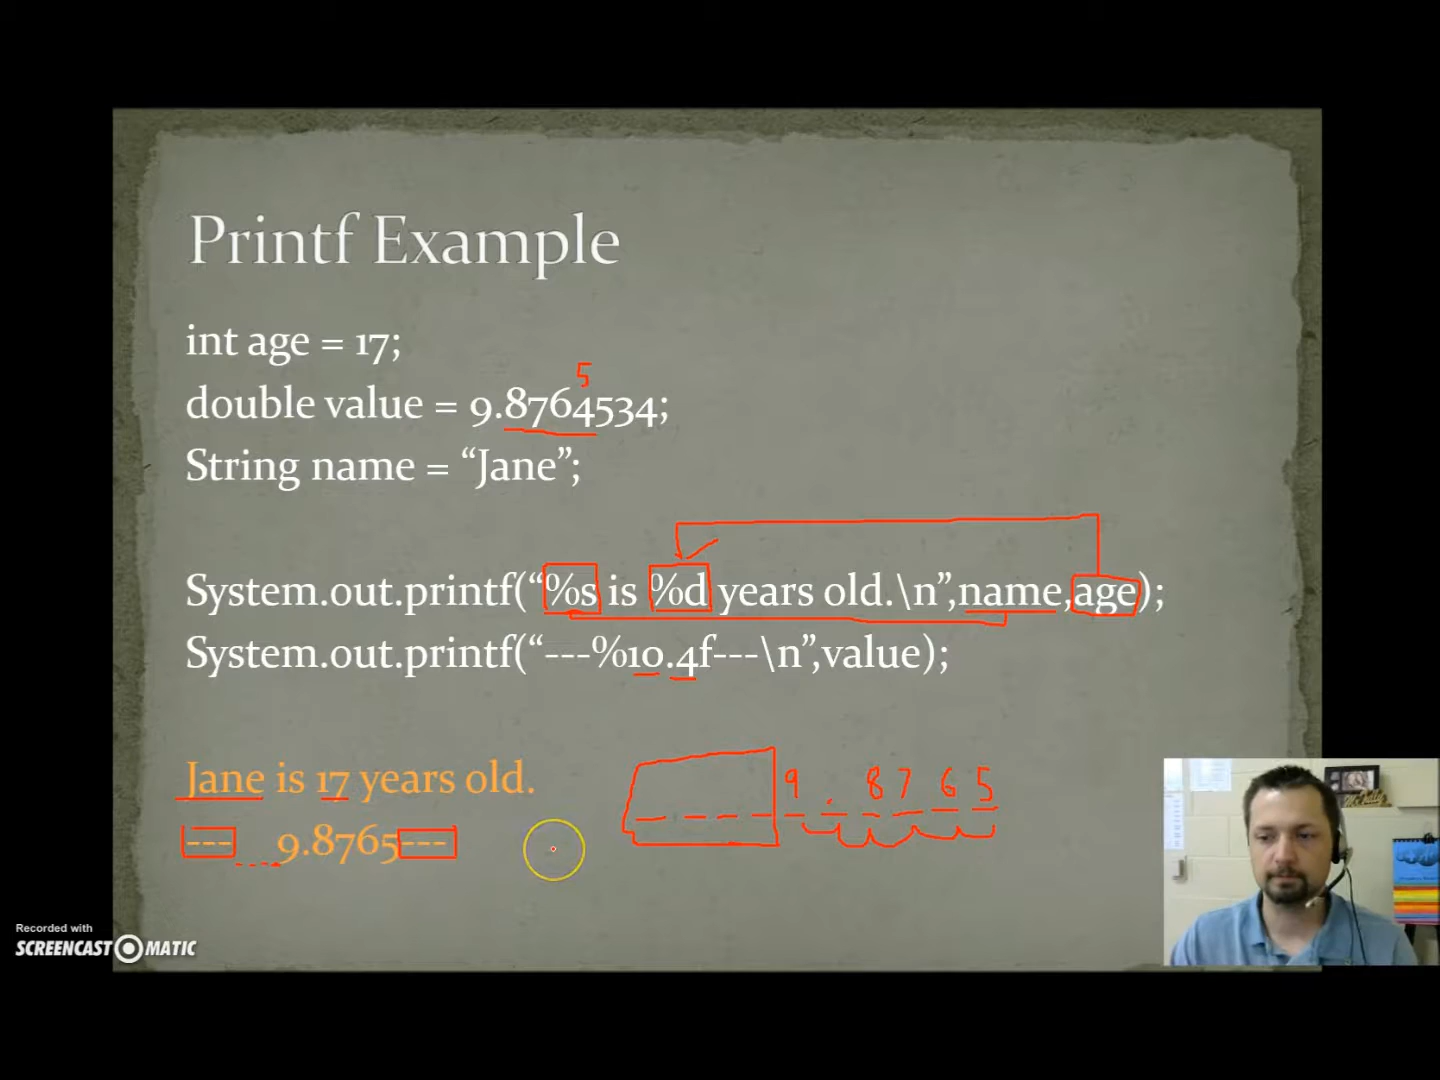 Printf Example
int age = 17;
5
double value = 9.8764534;
String name = “Jane”;
System.out.printf(“%s is %d years old.\n”,name,age);
System.out.printf(“---%10.4f---\n”,value);
Jane is 17 years old.
9 . 8 7 6 5
--- 9.8765---
Recorded with
SCREENCAST-O-MATIC